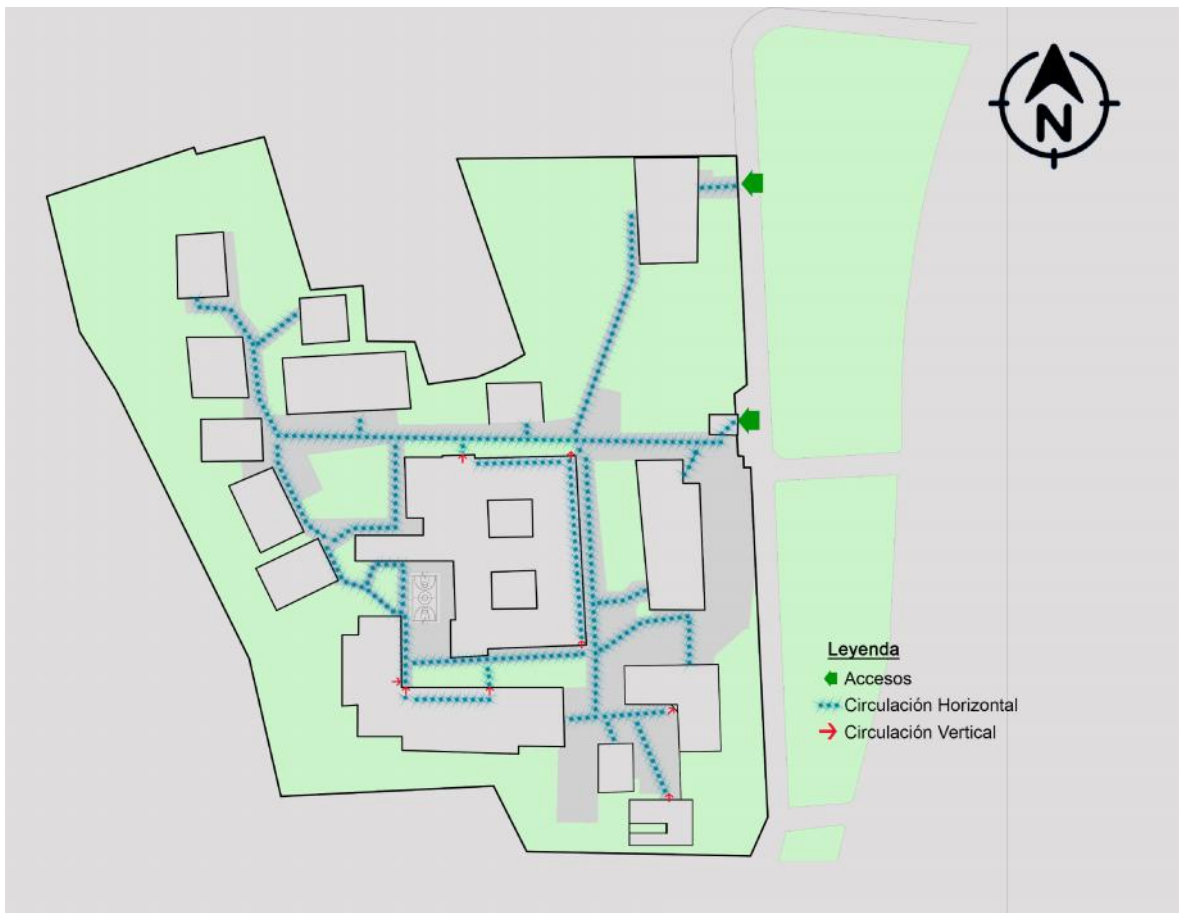 N
Leyenda
Accesos
Circulación Horizontal
Circulación Vertical